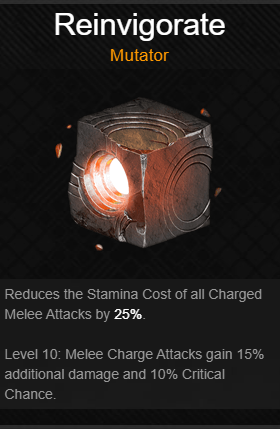 Reinvigorate
Mutator
Reduces the Stamina Cost of all Charged
Melee Attacks by 25%.
Level 10: Melee Charge Attacks gain 15%
additional damage and 10% Critical
Chance.